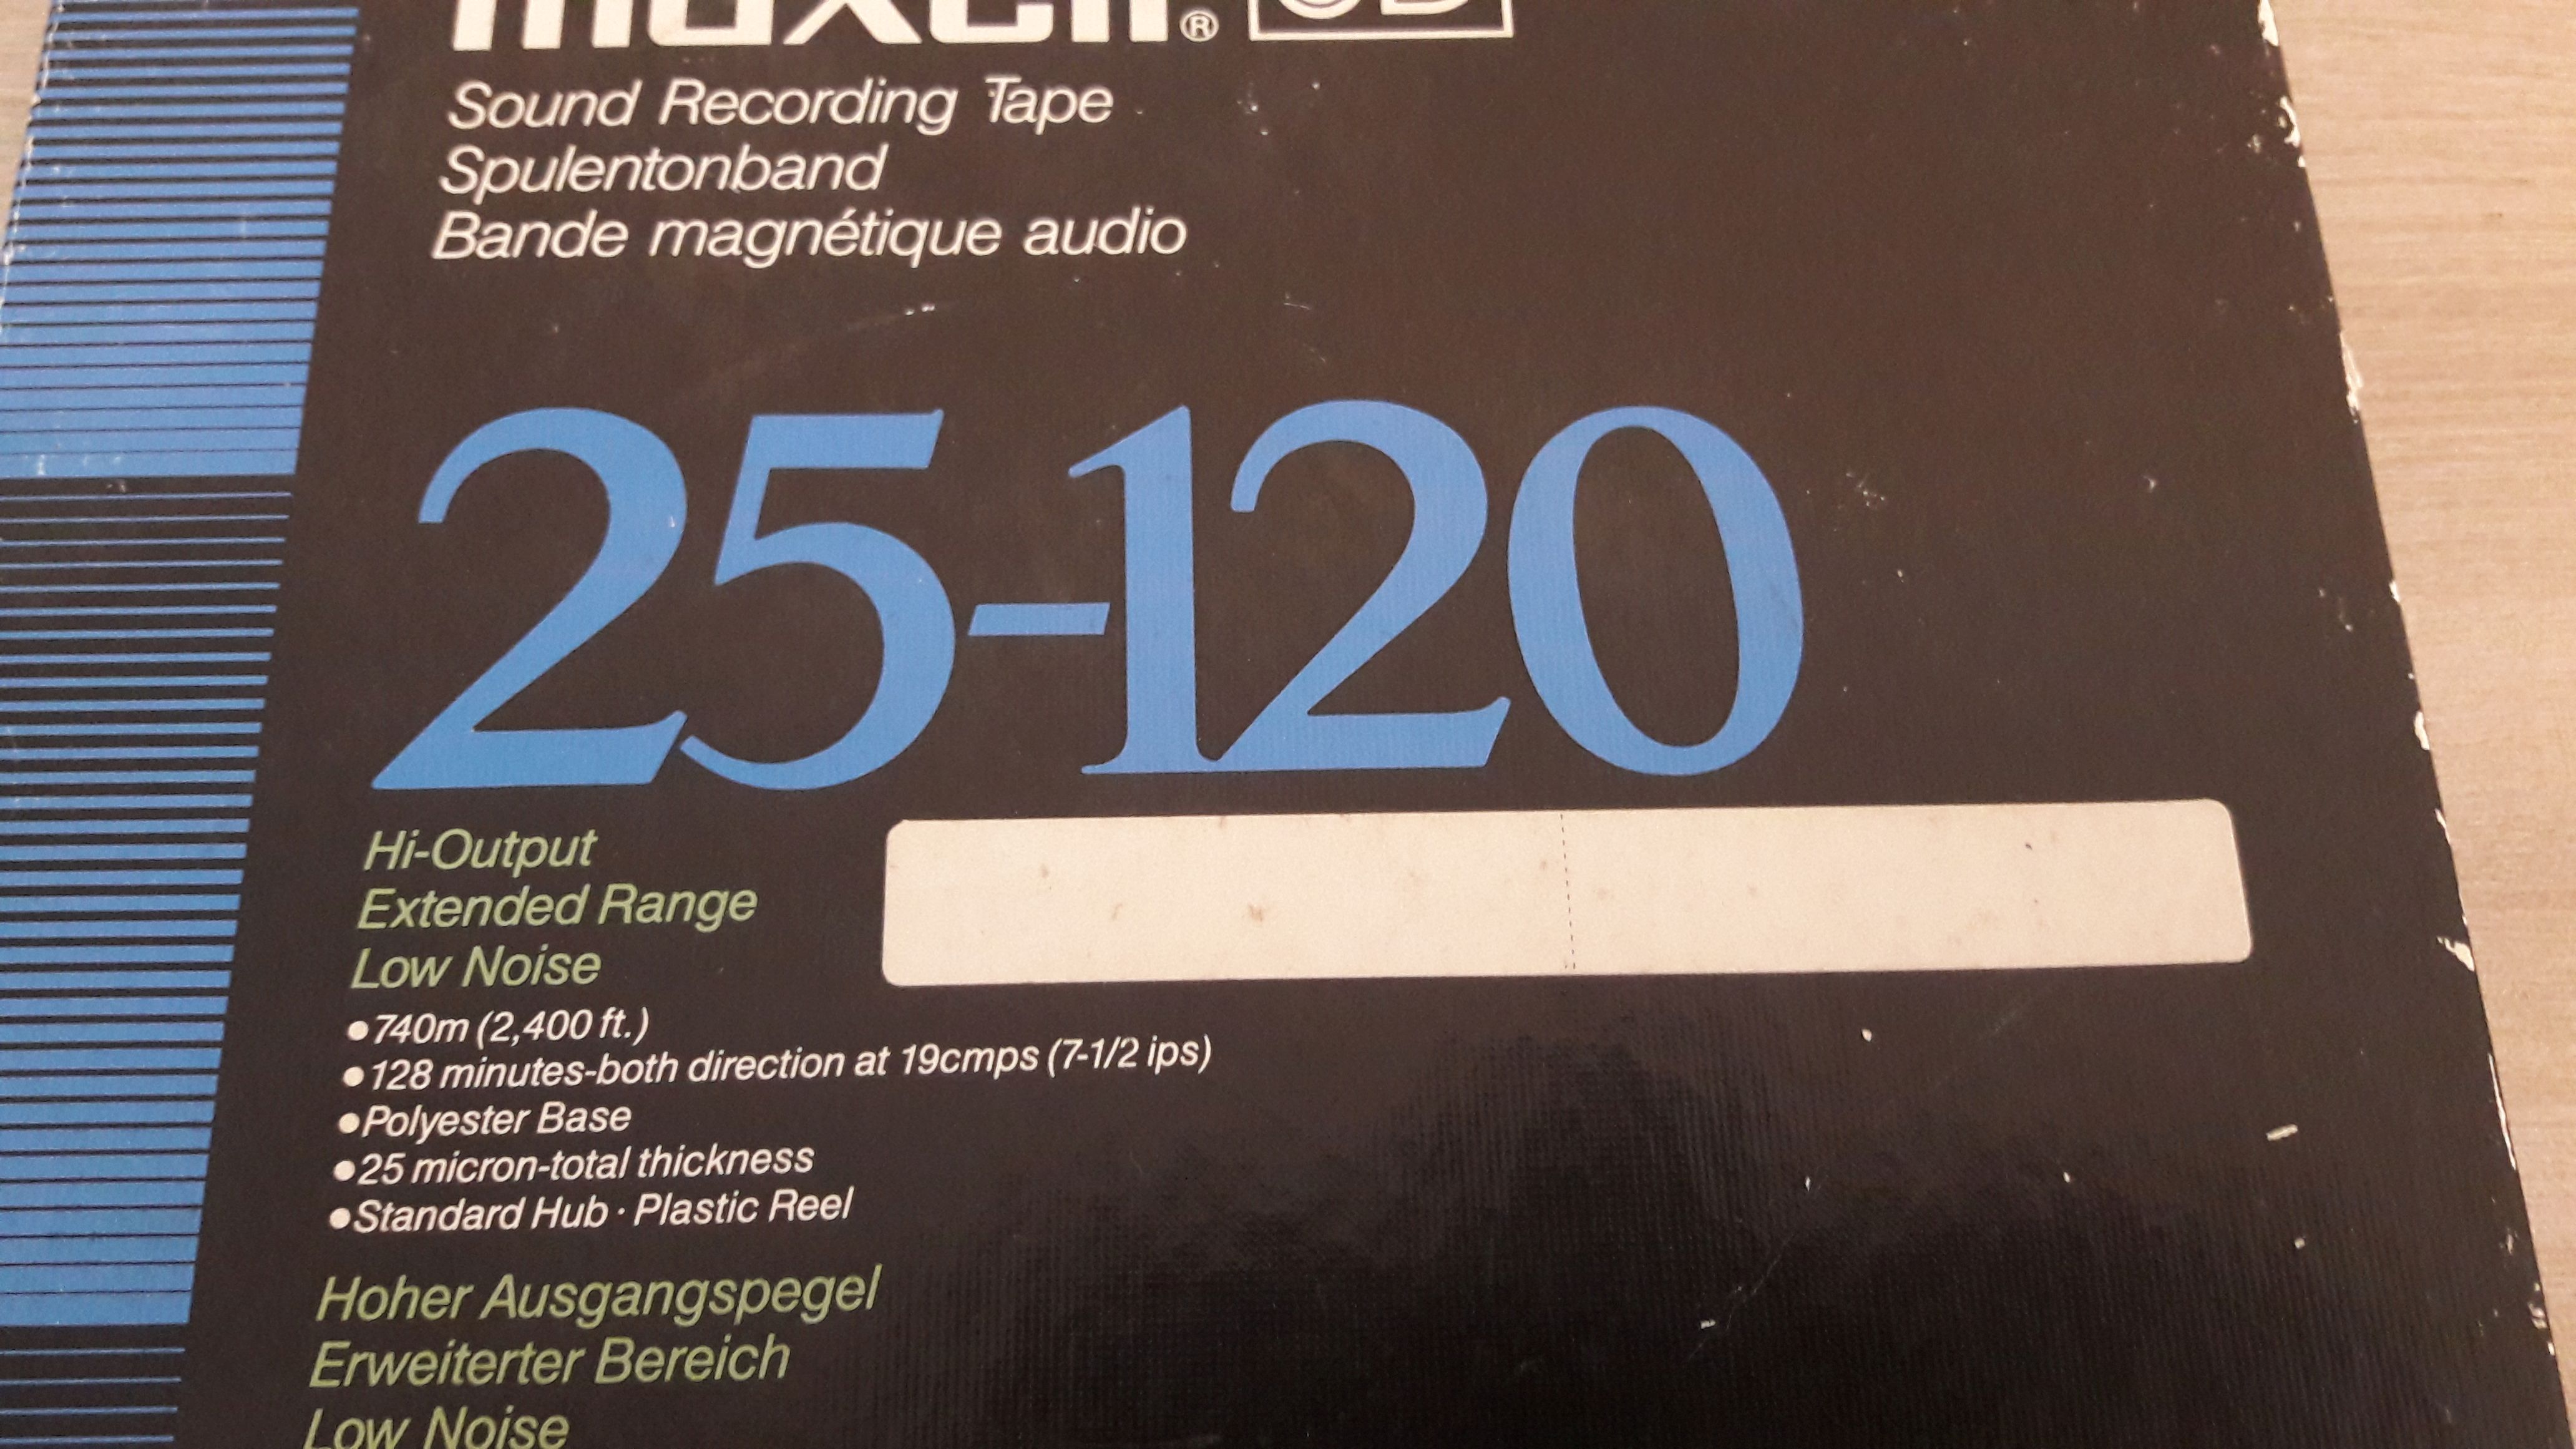 maxell®
UD
Sound Recording Tape
Spulentonband
Bande magnétique audio
25-120
Hi-Output
Extended Range
Low Noise
●740m (2,400 ft.)
●128 minutes-both direction at 19cmps (7-1/2 ips)
●Polyester Base
●25 micron-total thickness
●Standard Hub · Plastic Reel
Hoher Ausgangspegel
Erweiterter Bereich
Low Noise